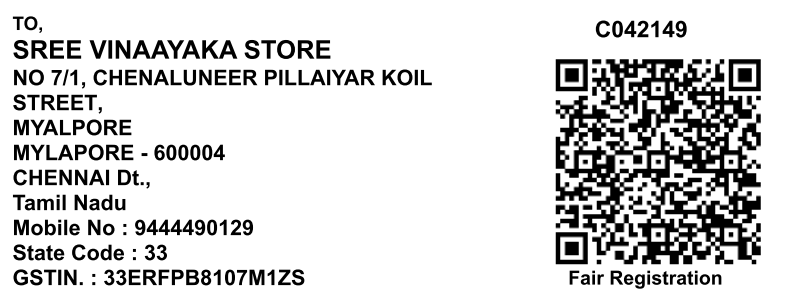 TO,
SREE VINAAYAKA STORE
NO 7/1, CHENALUNEER PILLAIYAR KOIL
STREET,
MYALPORE
MYLAPORE - 600004
CHENNAI Dt.,
Tamil Nadu
Mobile No : 9444490129
State Code : 33
GSTIN. : 33ERFPB8107M1ZS
C042149
Fair Registration